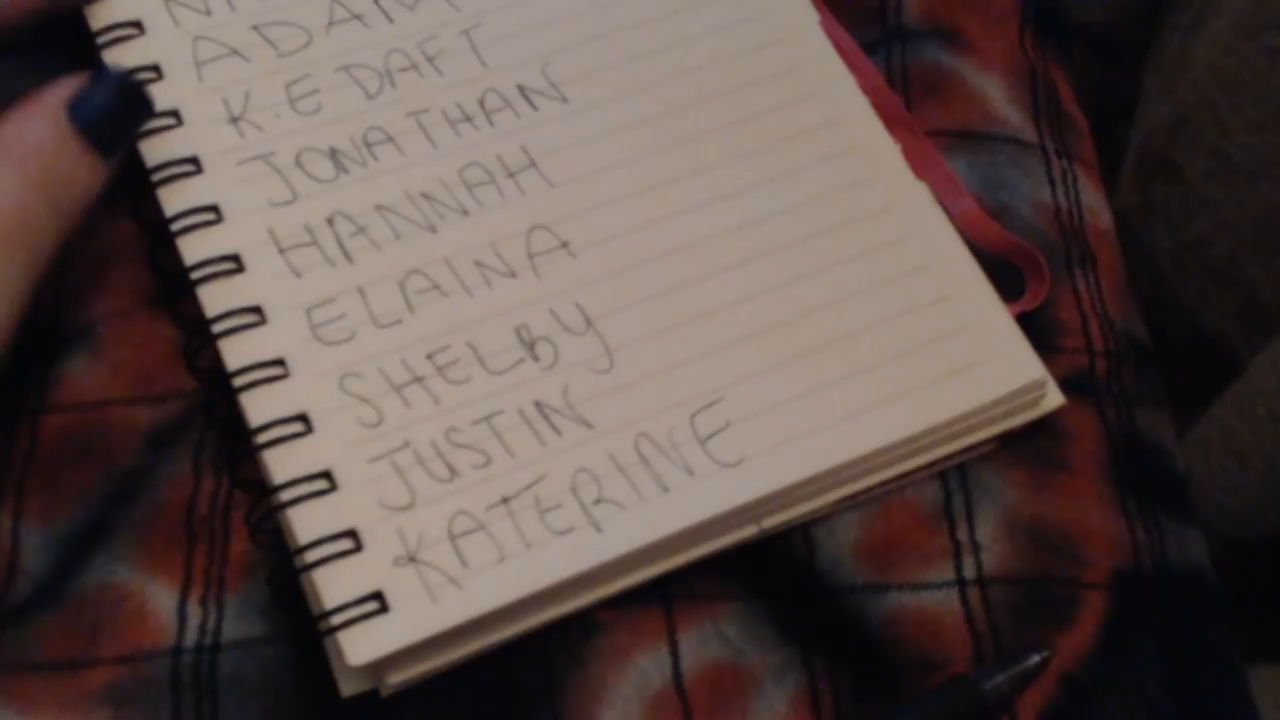 ADAM
K.E DAFT
JONATHAN
HANNAH
ELAINA
SHELBY
JUSTIN
KATERINE